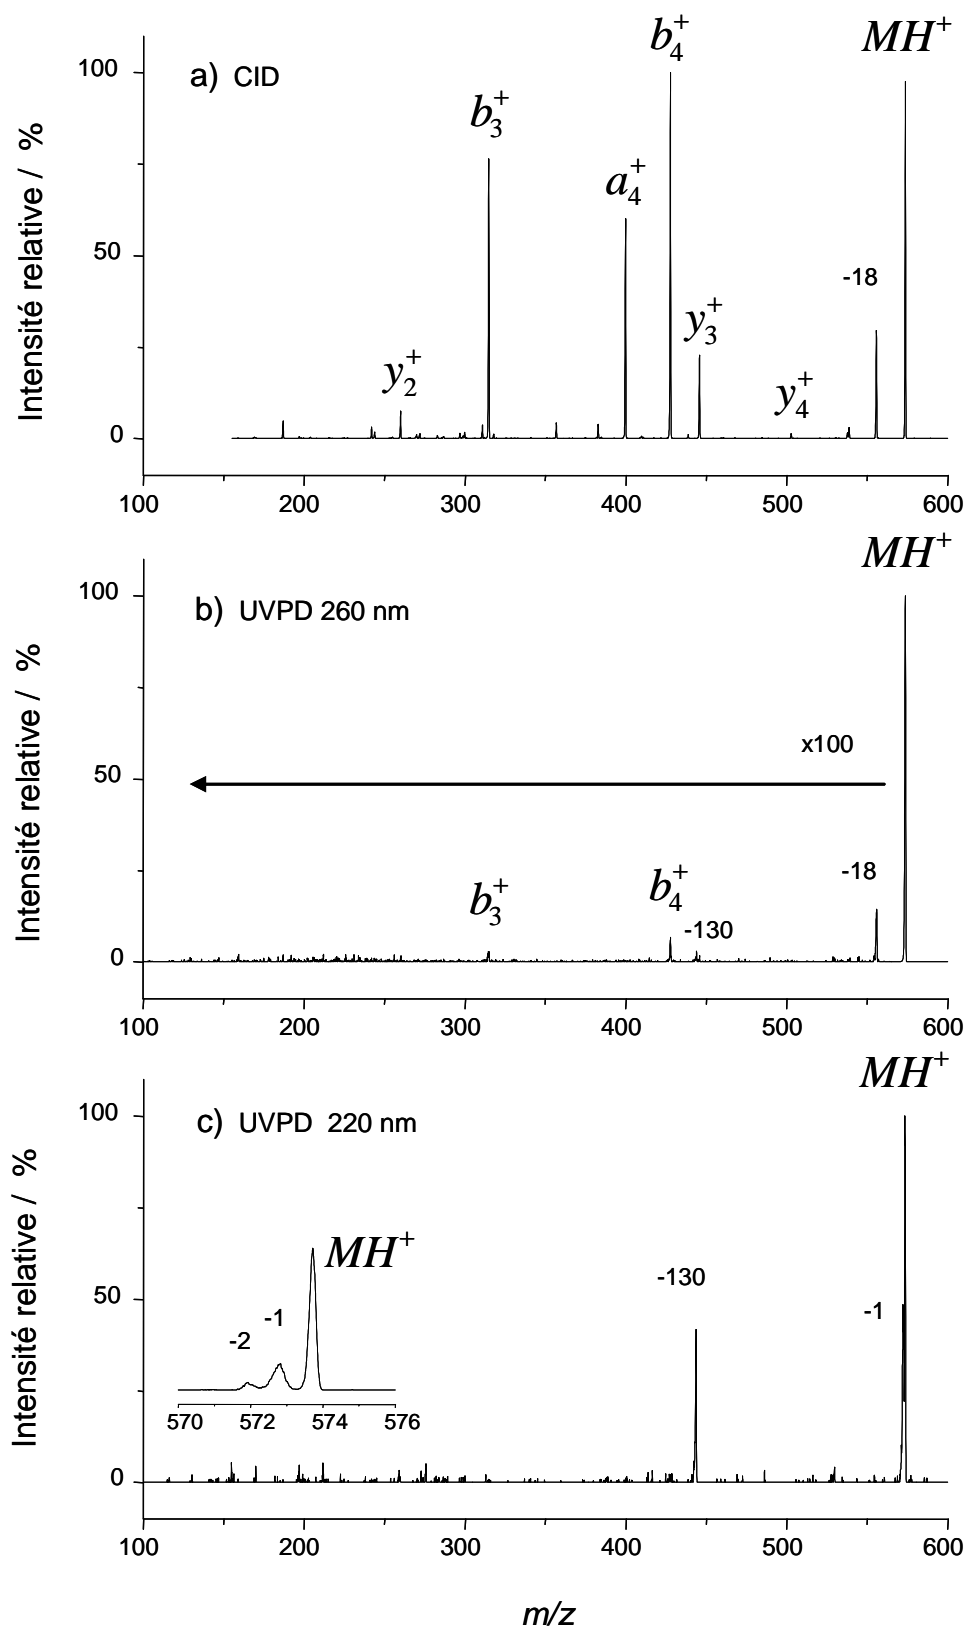 MH⁺
b₄⁺
100
a) CID
b₃⁺
a₄⁺
50
-18
y₃⁺
y₂⁺
y₄⁺
0
Intensité relative / %
100 200 300 400 500 600
MH⁺
100
b) UVPD 260 nm
x100
50
-18
b₃⁺
b₄⁺
-130
0
Intensité relative / %
100 200 300 400 500 600
MH⁺
100
c) UVPD 220 nm
MH⁺
-130
50
-1
-1
-2
570 572 574 576
0
Intensité relative / %
100 200 300 400 500 600
m/z